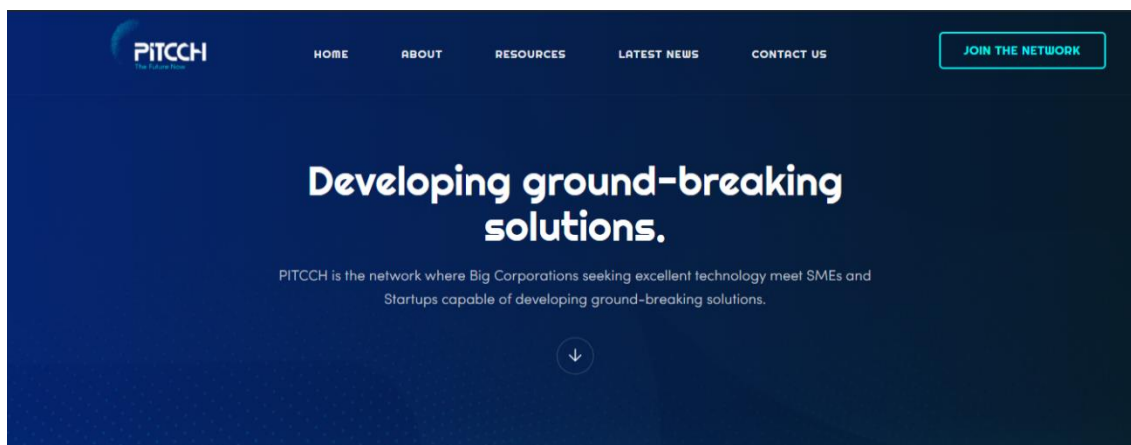 PiTCCH
The Future Now
HOME ABOUT RESOURCES LATEST NEWS CONTACT US JOIN THE NETWORK
Developing ground-breaking
solutions.
PITCCH is the network where Big Corporations seeking excellent technology meet SMEs and
Startups capable of developing ground-breaking solutions.